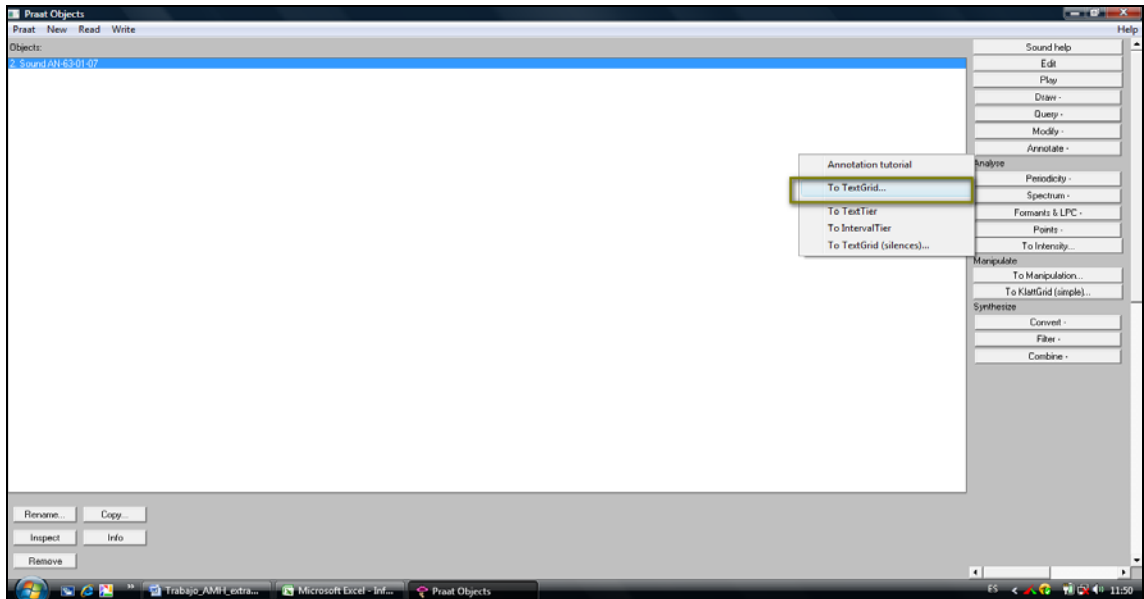 Praat Objects
Praat New Read Write Help
Objects:
2. Sound AN-63-01-07
Sound help
Edit
Play
Draw -
Query -
Modify -
Annotate -
Annotation tutorial
To TextGrid...
To TextTier
To IntervalTier
To TextGrid (silences)...
Analyse
Periodicity -
Spectrum -
Formants & LPC -
Points -
To Intensity...
Manipulate
To Manipulation...
To KlattGrid (simple)...
Synthesize
Convert -
Filter -
Combine -
Rename... Copy...
Inspect Info
Remove
Trabajo_AMH_extra... Microsoft Excel - Inf... Praat Objects ES 11:50